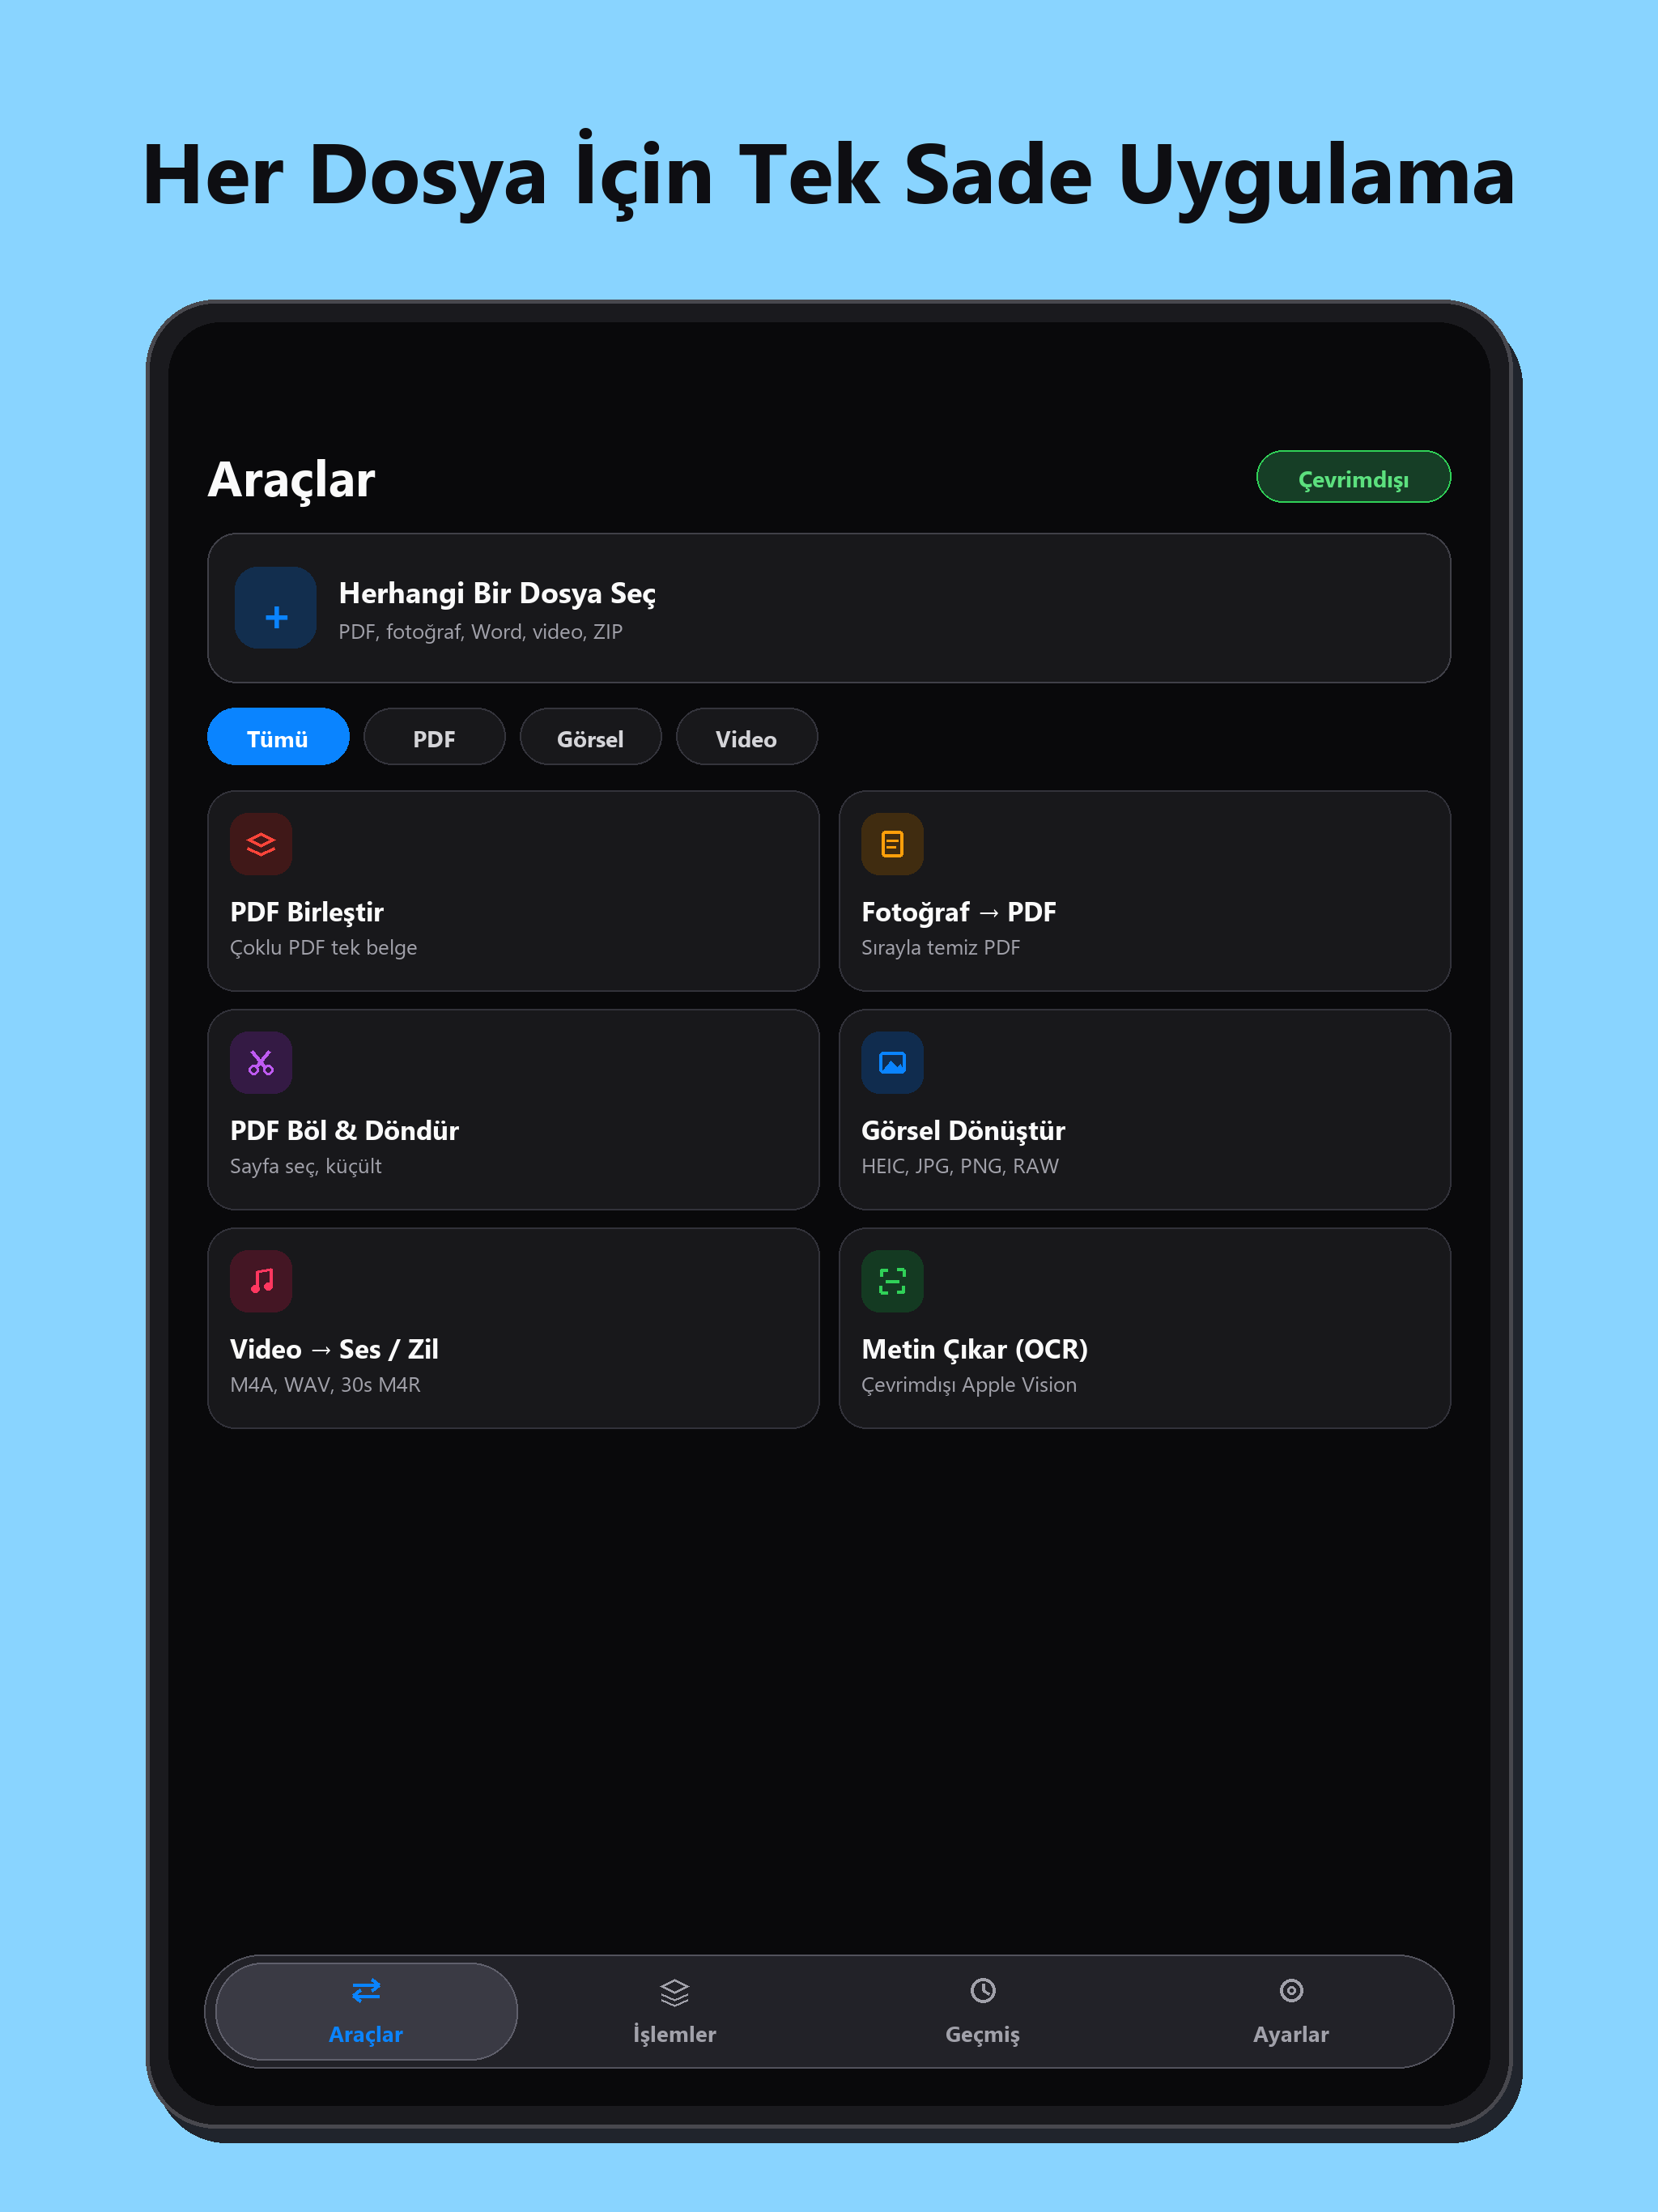 Her Dosya İçin Tek Sade Uygulama
Araçlar
Çevrimdışı
Herhangi Bir Dosya Seç
PDF, fotoğraf, Word, video, ZIP
Tümü
PDF
Görsel
Video
PDF Birleştir
Çoklu PDF tek belge
Fotoğraf → PDF
Sırayla temiz PDF
PDF Böl & Döndür
Sayfa seç, küçült
Görsel Dönüştür
HEIC, JPG, PNG, RAW
Video → Ses / Zil
M4A, WAV, 30s M4R
Metin Çıkar (OCR)
Çevrimdışı Apple Vision
Araçlar
İşlemler
Geçmiş
Ayarlar